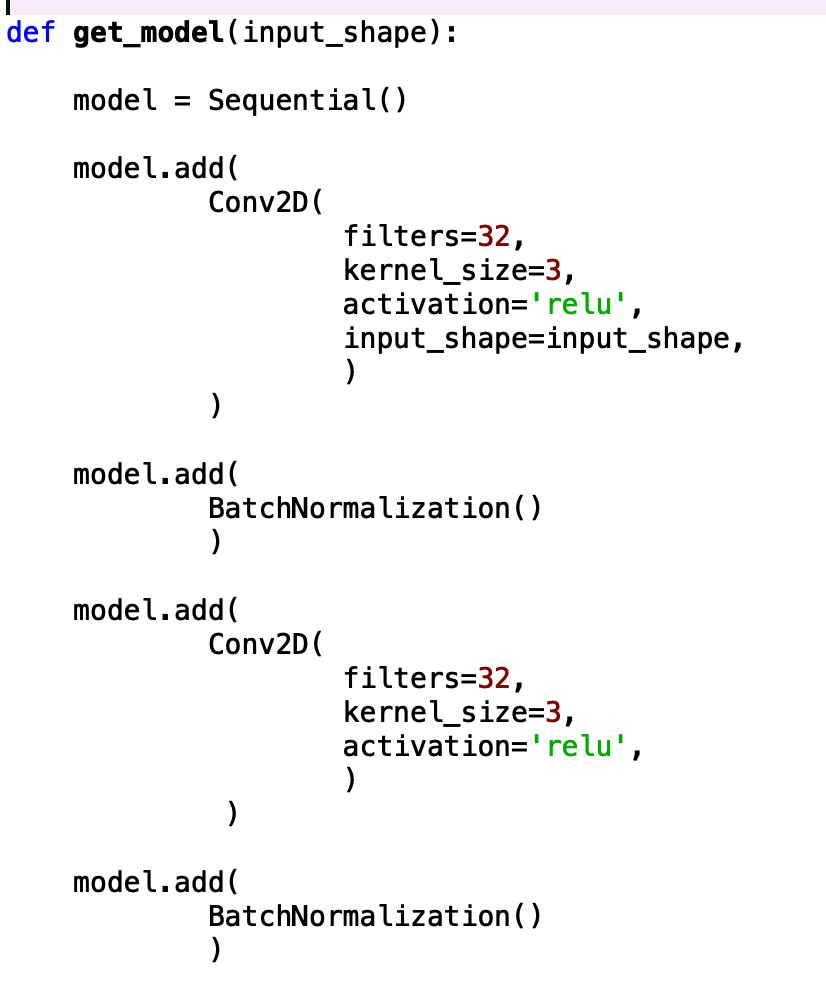 def get_model(input_shape):
    model = Sequential()
    model.add(
            Conv2D(
                    filters=32,
                    kernel_size=3,
                    activation='relu',
                    input_shape=input_shape,
                    )
            )
    model.add(
            BatchNormalization()
            )
    model.add(
            Conv2D(
                    filters=32,
                    kernel_size=3,
                    activation='relu',
                    )
             )
    model.add(
            BatchNormalization()
            )